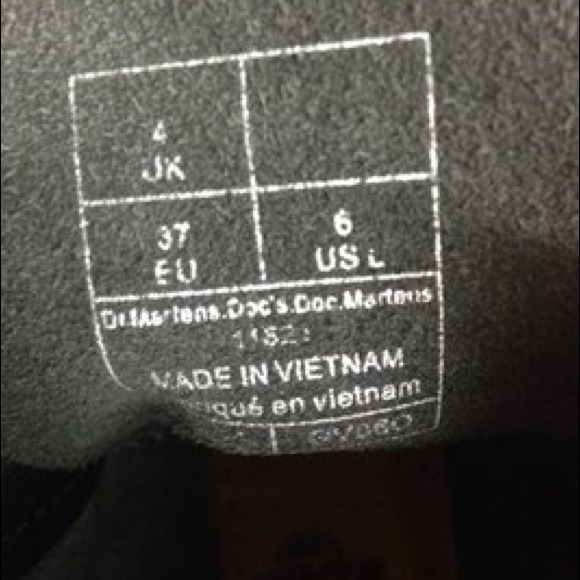 4
UK
37
EU
6
US L
Dr.Martens.Doc's.Doc.Martens
MADE IN VIETNAM
en vietnam